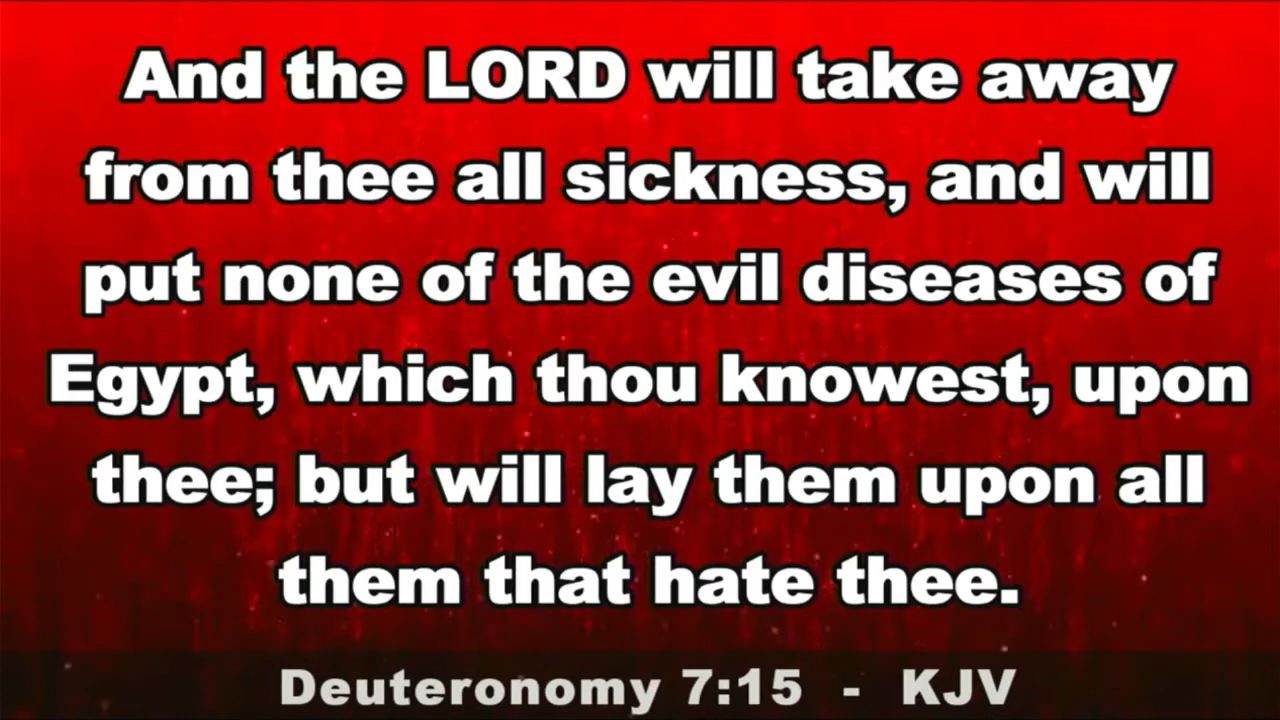 And the LORD will take away
from thee all sickness, and will
put none of the evil diseases of
Egypt, which thou knowest, upon
thee; but will lay them upon all
them that hate thee.
Deuteronomy 7:15 - KJV